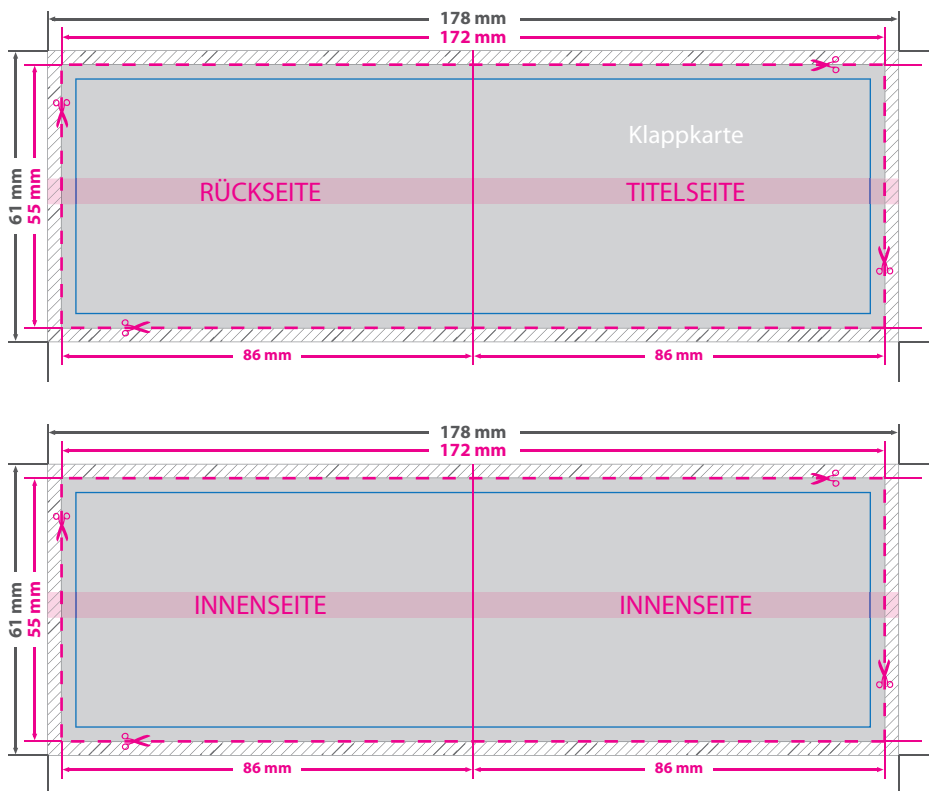 178 mm
172 mm
Klappkarte
61 mm
55 mm
RÜCKSEITE
TITELSEITE
86 mm
86 mm
178 mm
172 mm
61 mm
55 mm
INNENSEITE
INNENSEITE
86 mm
86 mm